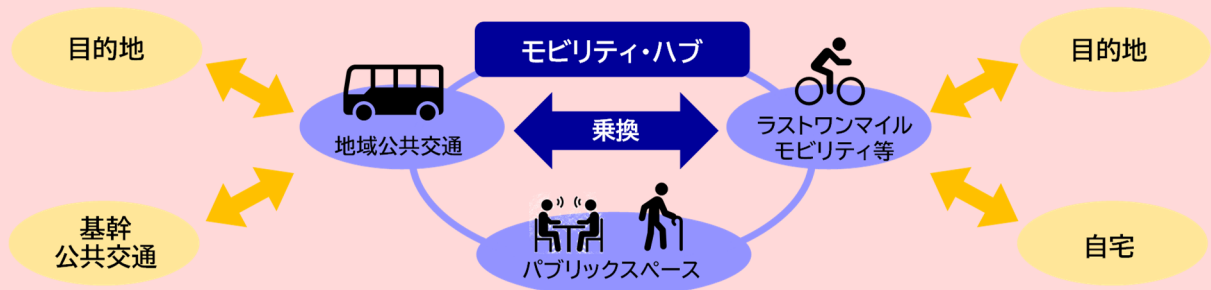 目的地
モビリティ・ハブ
目的地
地域公共交通
乗換
ラストワンマイル
モビリティ等
基幹
公共交通
パブリックスペース
自宅